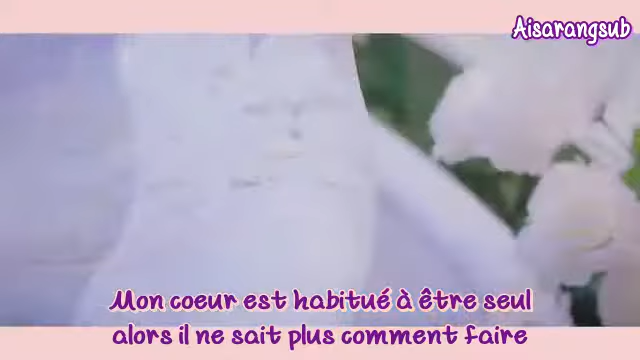 Aisarangsub
Mon coeur est habitué à être seul
alors il ne sait plus comment faire